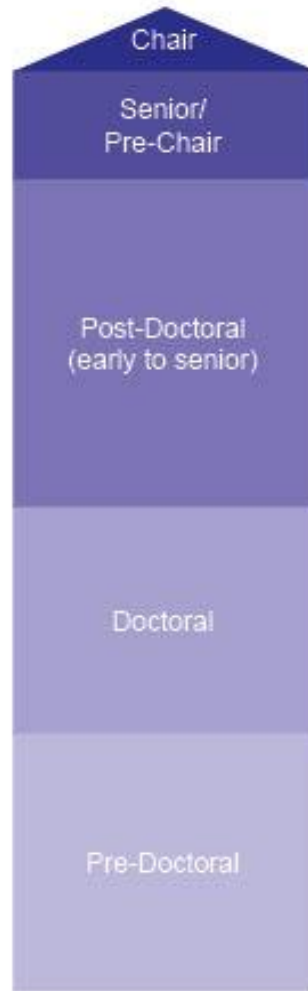 Chair
Senior/
Pre-Chair
Post-Doctoral
(early to senior)
Doctoral
Pre-Doctoral